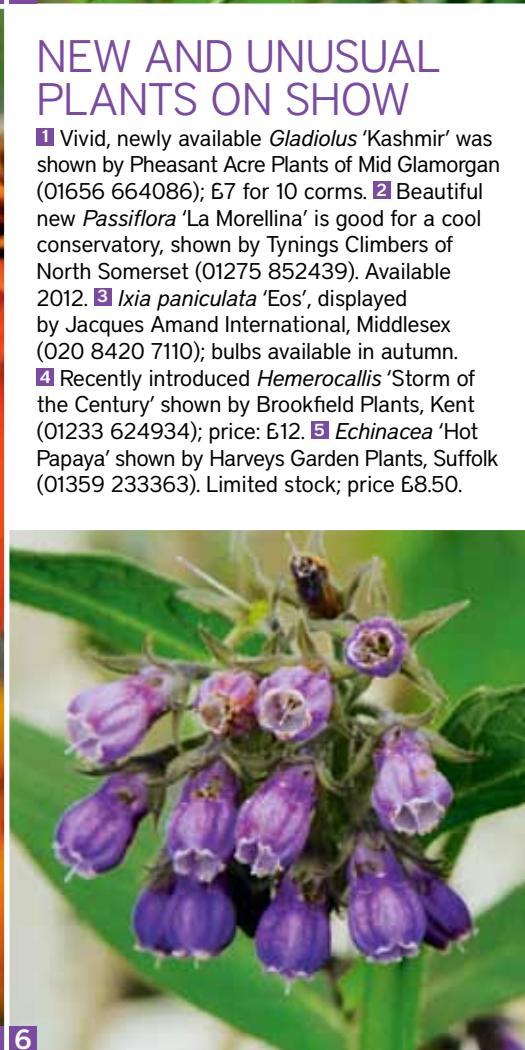 NEW AND UNUSUAL
PLANTS ON SHOW
1 Vivid, newly available Gladiolus ‘Kashmir’ was
shown by Pheasant Acre Plants of Mid Glamorgan
(01656 664086); £7 for 10 corms. 2 Beautiful
new Passiflora ‘La Morellina’ is good for a cool
conservatory, shown by Tynings Climbers of
North Somerset (01275 852439). Available
2012. 3 Ixia paniculata ‘Eos’, displayed
by Jacques Amand International, Middlesex
(020 8420 7110); bulbs available in autumn.
4 Recently introduced Hemerocallis ‘Storm of
the Century’ shown by Brookfield Plants, Kent
(01233 624934); price: £12. 5 Echinacea ‘Hot
Papaya’ shown by Harveys Garden Plants, Suffolk
(01359 233363). Limited stock; price £8.50.
6